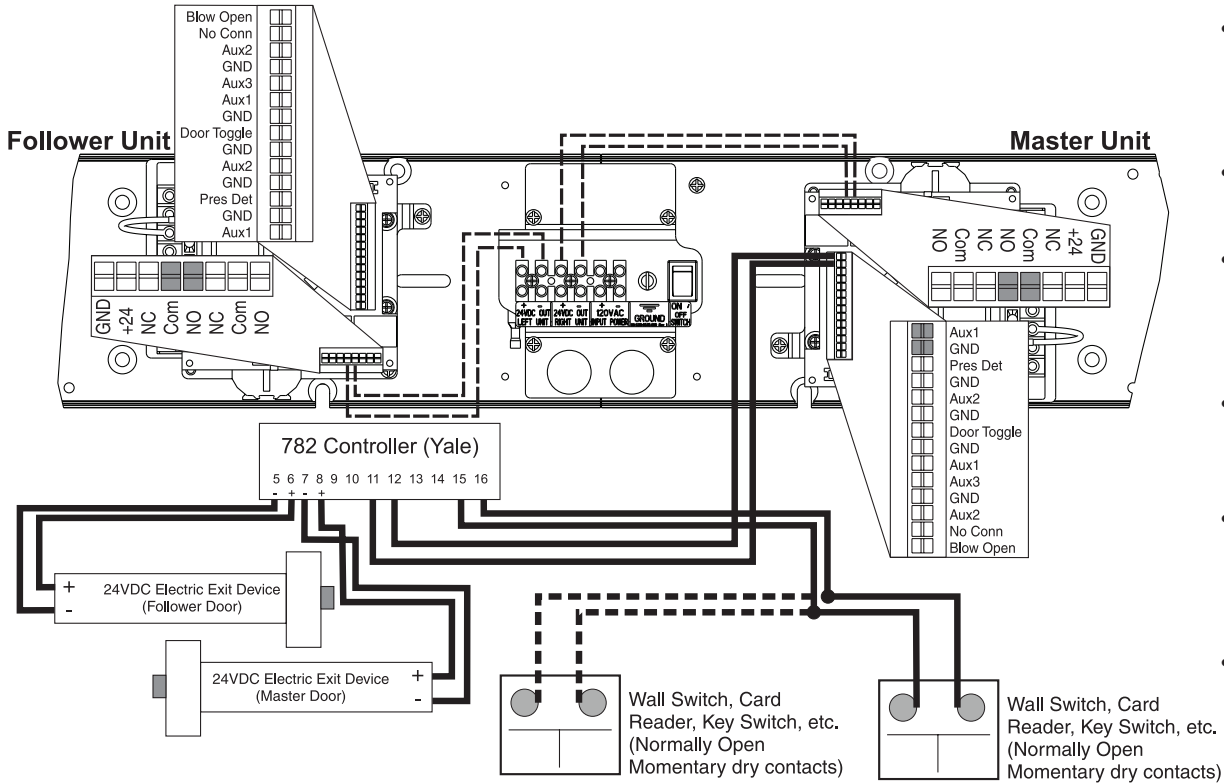 Blow Open
No Conn
Aux2
GND
Aux3
Aux1
GND
Door Toggle
GND
Aux2
GND
Pres Det
GND
Aux1
Follower Unit
Master Unit
GND
+24
NC
Com
NO
NC
Com
NO
+ - + - + -
24VDC OUT 24VDC OUT 120VAC
LEFT UNIT RIGHT UNIT INPUT POWER
GROUND
ON /
OFF
SWITCH
NO
Com
NC
NO
Com
NC
+24
GND
Aux1
GND
Pres Det
GND
Aux2
GND
Door Toggle
GND
Aux1
Aux3
GND
Aux2
No Conn
Blow Open
782 Controller (Yale)
5 6 7 8 9 10 11 12 13 14 15 16
- + - +
+
-
24VDC Electric Exit Device
(Follower Door)
24VDC Electric Exit Device
(Master Door)
+
-
Wall Switch, Card
Reader, Key Switch, etc.
(Normally Open
Momentary dry contacts)
Wall Switch, Card
Reader, Key Switch, etc.
(Normally Open
Momentary dry contacts)